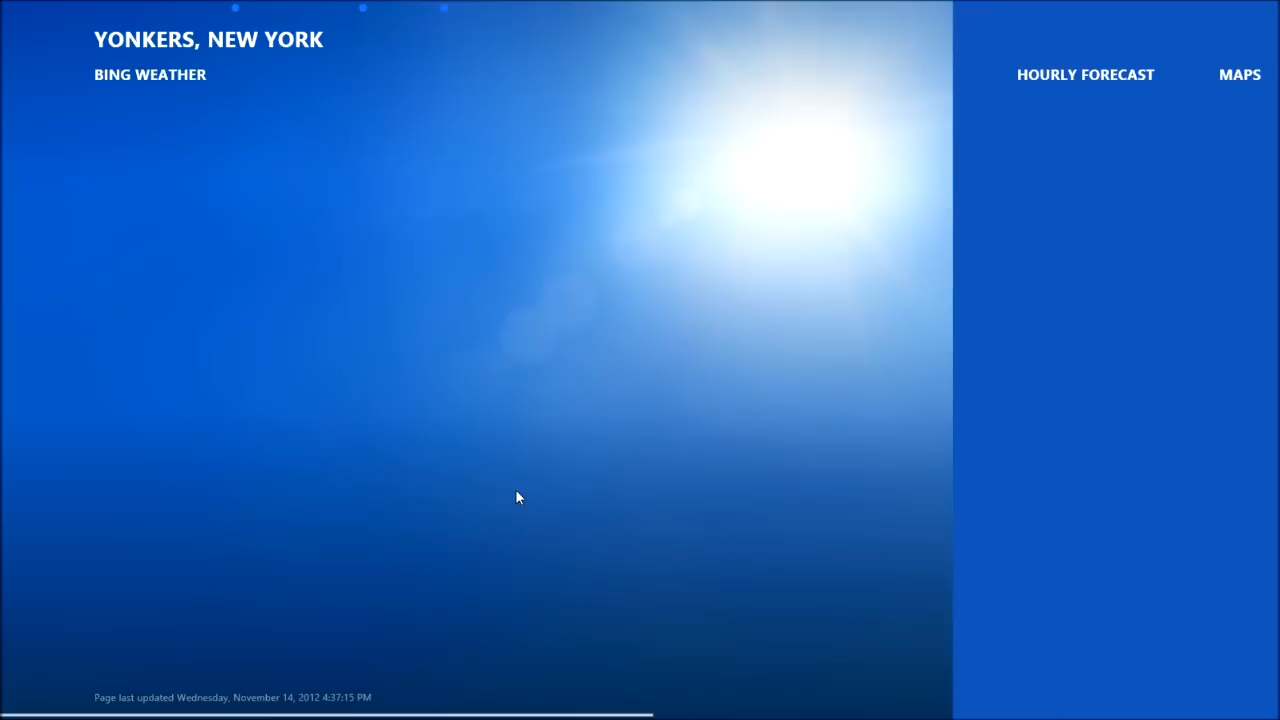 YONKERS, NEW YORK
BING WEATHER
HOURLY FORECAST
MAPS
Page last updated Wednesday, November 14, 2012 4:37:15 PM